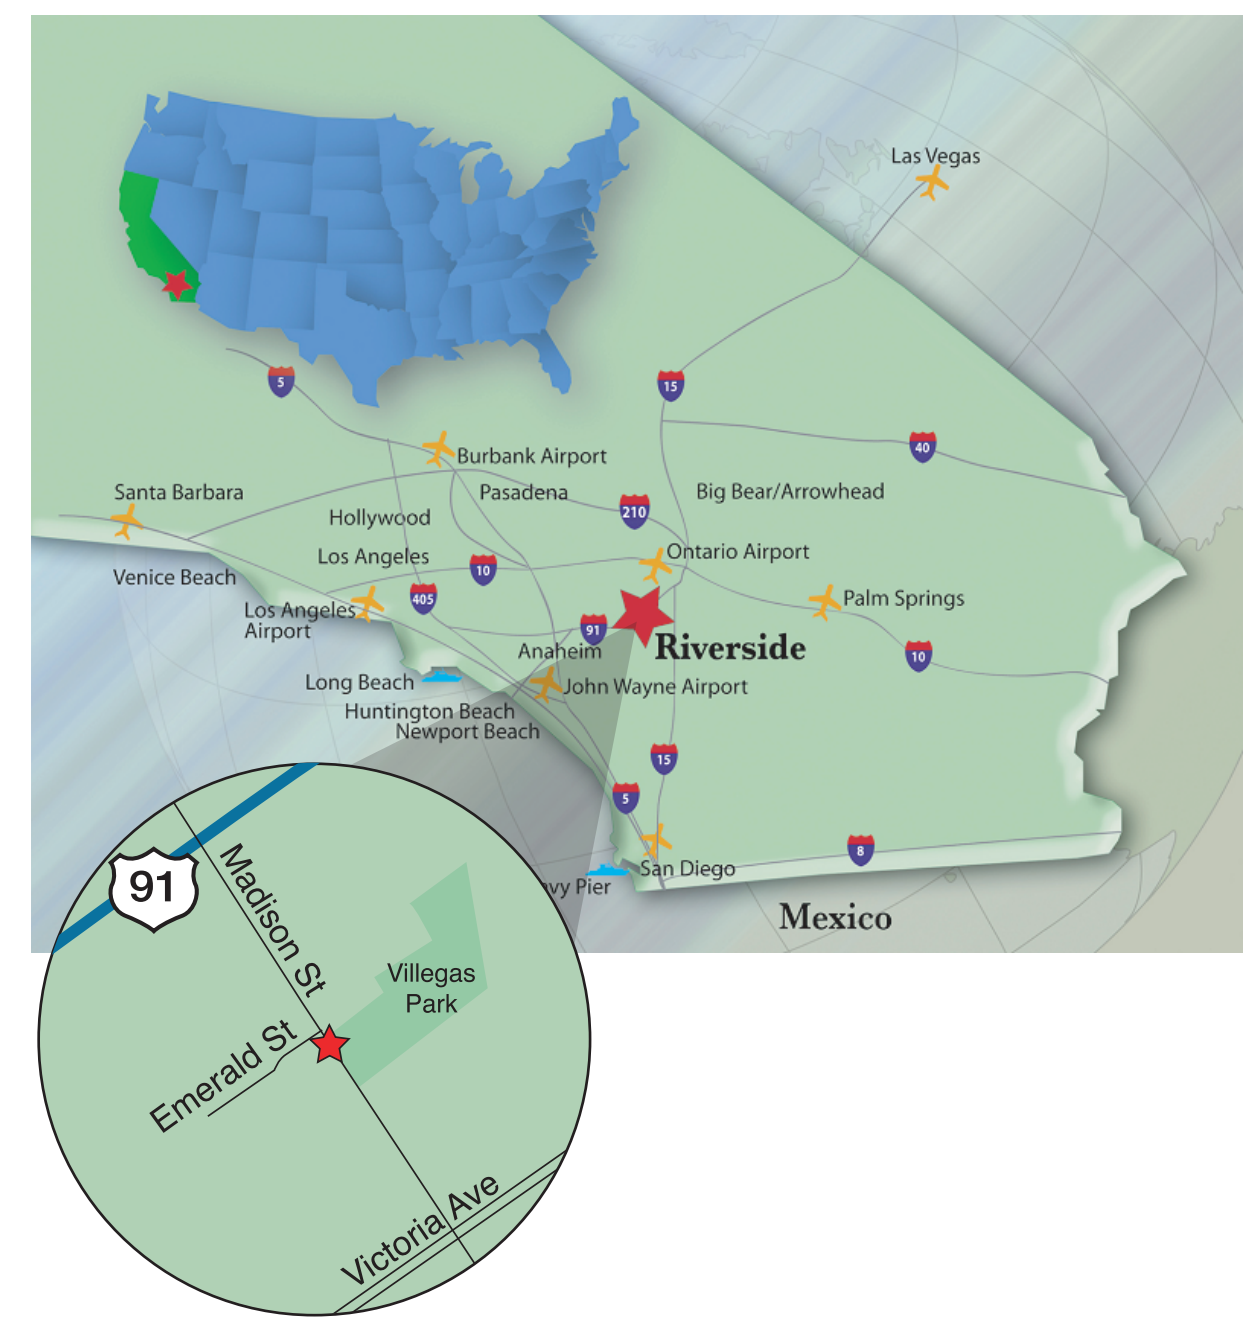 Las Vegas
5
15
40
Burbank Airport
Santa Barbara
Pasadena
Big Bear/Arrowhead
210
Hollywood
Los Angeles
Ontario Airport
10
Venice Beach
405
Palm Springs
Los Angeles
Airport
91
Anaheim
Riverside
10
Long Beach
John Wayne Airport
Huntington Beach
Newport Beach
15
5
8
San Diego
vy Pier
Mexico
91
Madison St
Villegas
Park
Emerald St
Victoria Ave